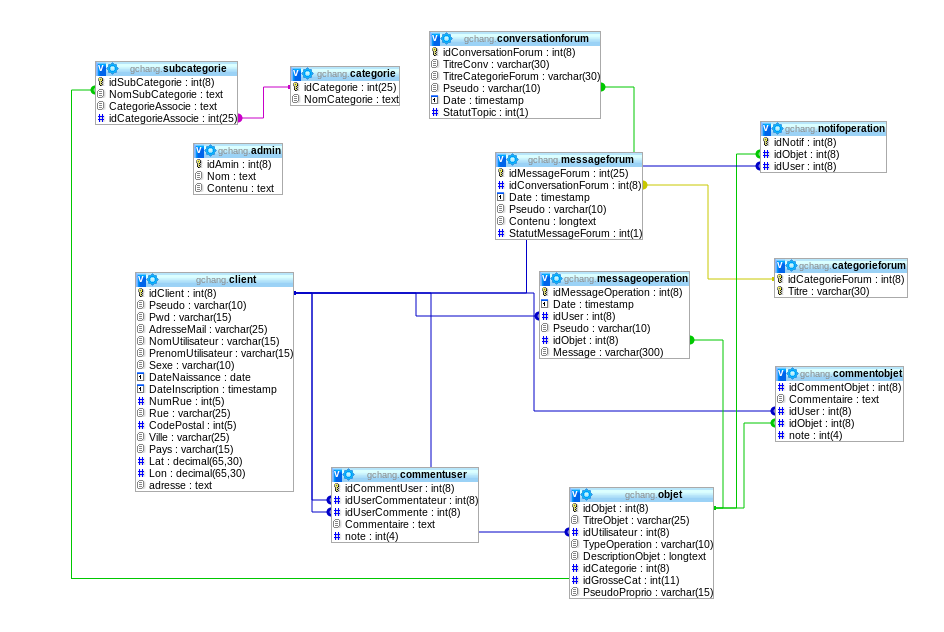 gchang.conversationforum
idConversationForum : int(8)
TitreConv : varchar(30)
TitreCategorieForum : varchar(30)
Pseudo : varchar(10)
Date : timestamp
StatutTopic : int(1)
gchang.subcategorie
idSubCategorie : int(8)
NomSubCategorie : text
CategorieAssocie : text
idCategorieAssocie : int(25)
gchang.categorie
idCategorie : int(25)
NomCategorie : text
gchang.admin
idAmin : int(8)
Nom : text
Contenu : text
gchang.notifoperation
idNotif : int(8)
idObjet : int(8)
idUser : int(8)
gchang.messageforum
idMessageForum : int(25)
idConversationForum : int(8)
Date : timestamp
Pseudo : varchar(10)
Contenu : longtext
StatutMessageForum : int(1)
gchang.categorieforum
idCategorieForum : int(8)
Titre : varchar(30)
gchang.client
idClient : int(8)
Pseudo : varchar(10)
Pwd : varchar(15)
AdresseMail : varchar(25)
NomUtilisateur : varchar(15)
PrenomUtilisateur : varchar(15)
Sexe : varchar(10)
DateNaissance : date
DateInscription : timestamp
NumRue : int(5)
Rue : varchar(25)
CodePostal : int(5)
Ville : varchar(25)
Pays : varchar(15)
Lat : decimal(65,30)
Lon : decimal(65,30)
adresse : text
gchang.messageoperation
idMessageOperation : int(8)
Date : timestamp
idUser : int(8)
Pseudo : varchar(10)
idObjet : int(8)
Message : varchar(300)
gchang.commentobjet
idCommentObjet : int(8)
Commentaire : text
idUser : int(8)
idObjet : int(8)
note : int(4)
gchang.commentuser
idCommentUser : int(8)
idUserCommentateur : int(8)
idUserCommente : int(8)
Commentaire : text
note : int(4)
gchang.objet
idObjet : int(8)
TitreObjet : varchar(25)
idUtilisateur : int(8)
TypeOperation : varchar(10)
DescriptionObjet : longtext
idCategorie : int(8)
idGrosseCat : int(11)
PseudoProprio : varchar(15)